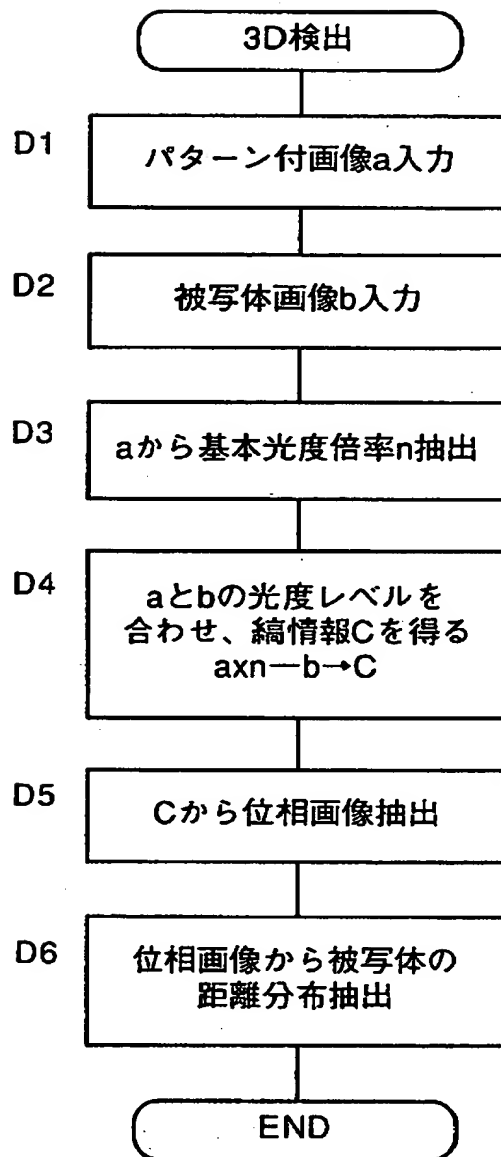 3D検出
D1
パターン付画像a入力
D2
被写体画像b入力
D3
aから基本光度倍率n抽出
D4
aとbの光度レベルを
合わせ、縞情報Cを得る
axn—b→C
D5
Cから位相画像抽出
D6
位相画像から被写体の
距離分布抽出
END